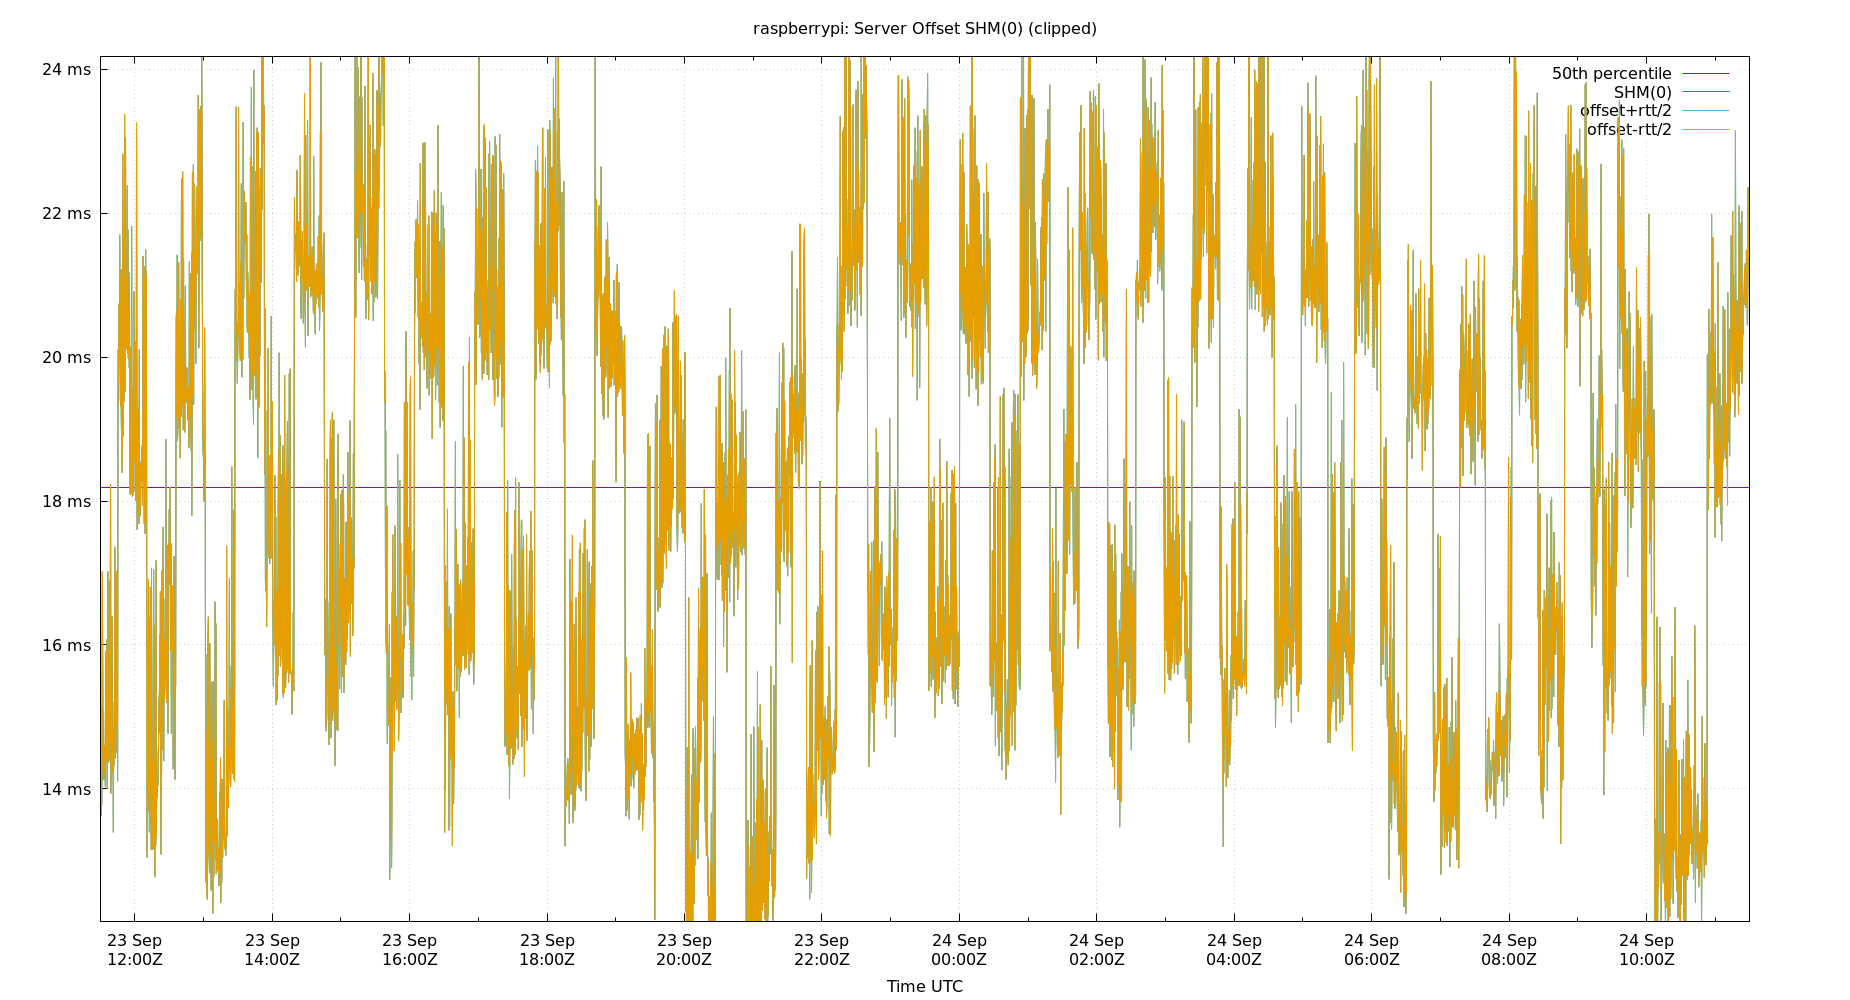 raspberrypi: Server Offset SHM(0) (clipped)
24 ms
22 ms
20 ms
18 ms
16 ms
14 ms
50th percentile
SHM(0)
offset+rtt/2
offset-rtt/2
23 Sep 23 Sep 23 Sep 23 Sep 23 Sep 23 Sep 24 Sep 24 Sep 24 Sep 24 Sep 24 Sep 24 Sep
12:00Z 14:00Z 16:00Z 18:00Z 20:00Z 22:00Z 00:00Z 02:00Z 04:00Z 06:00Z 08:00Z 10:00Z
Time UTC